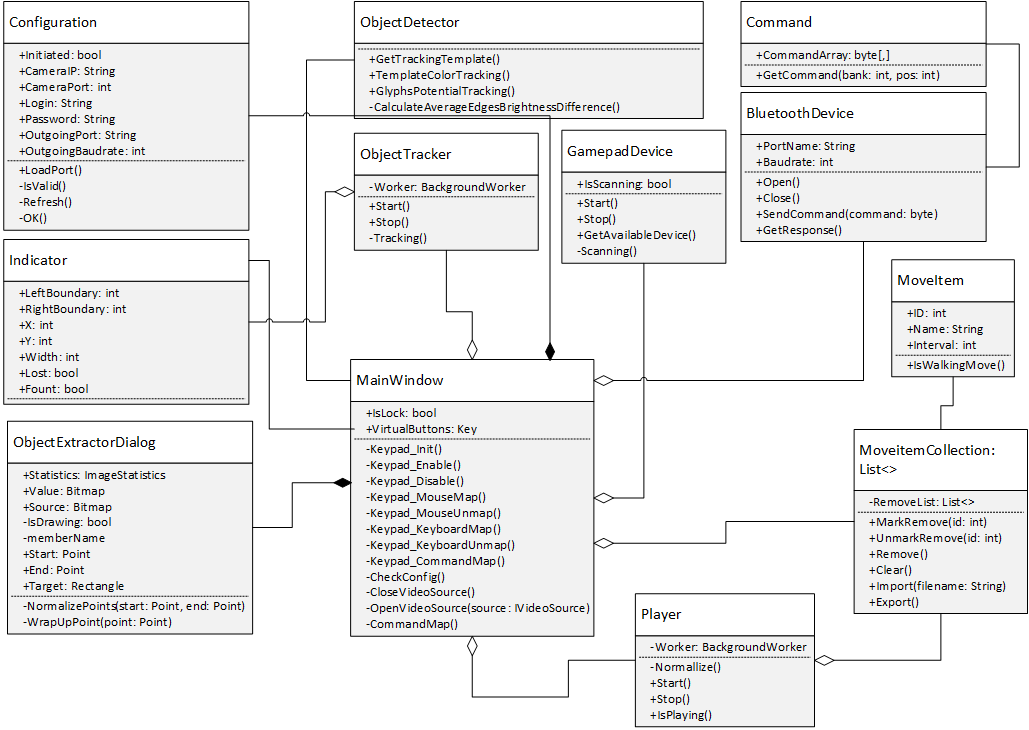 Configuration
+Initiated: bool
+CameraIP: String
+CameraPort: int
+Login: String
+Password: String
+OutgoingPort: String
+OutgoingBaudrate: int
+LoadPort()
-IsValid()
-Refresh()
-OK()
ObjectDetector
+GetTrackingTemplate()
+TemplateColorTracking()
+GlyphsPotentialTracking()
-CalculateAverageEdgesBrightnessDifference()
Command
+CommandArray: byte[,]
+GetCommand(bank: int, pos: int)
BluetoothDevice
+PortName: String
+Baudrate: int
+Open()
+Close()
+SendCommand(command: byte)
+GetResponse()
ObjectTracker
-Worker: BackgroundWorker
+Start()
+Stop()
-Tracking()
GamepadDevice
+IsScanning: bool
+Start()
+Stop()
+GetAvailableDevice()
-Scanning()
Indicator
+LeftBoundary: int
+RightBoundary: int
+X: int
+Y: int
+Width: int
+Lost: bool
+Fount: bool
MoveItem
+ID: int
+Name: String
+Interval: int
+IsWalkingMove()
MainWindow
+IsLock: bool
+VirtualButtons: Key
-Keypad_Init()
-Keypad_Enable()
-Keypad_Disable()
-Keypad_MouseMap()
-Keypad_MouseUnmap()
-Keypad_KeyboardMap()
-Keypad_KeyboardUnmap()
-Keypad_CommandMap()
-CheckConfig()
-CloseVideoSource()
-OpenVideoSource(source: IVideoSource)
-CommandMap()
ObjectExtractorDialog
+Statistics: ImageStatistics
+Value: Bitmap
+Source: Bitmap
-IsDrawing: bool
-memberName
+Start: Point
+End: Point
+Target: Rectangle
-NormalizePoints(start: Point, end: Point)
-WrapUpPoint(point: Point)
MoveitemCollection:
List<>
-RemoveList: List<>
+MarkRemove(id: int)
+UnmarkRemove(id: int)
+Remove()
+Clear()
+Import(filename: String)
+Export()
Player
-Worker: BackgroundWorker
-Normallize()
+Start()
+Stop()
+IsPlaying()